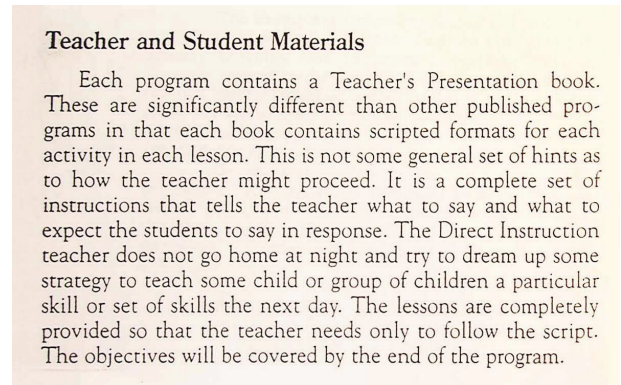 Teacher and Student Materials
Each program contains a Teacher's Presentation book.
These are significantly different than other published pro-
grams in that each book contains scripted formats for each
activity in each lesson. This is not some general set of hints as
to how the teacher might proceed. It is a complete set of
instructions that tells the teacher what to say and what to
expect the students to say in response. The Direct Instruction
teacher does not go home at night and try to dream up some
strategy to teach some child or group of children a particular
skill or set of skills the next day. The lessons are completely
provided so that the teacher needs only to follow the script.
The objectives will be covered by the end of the program.